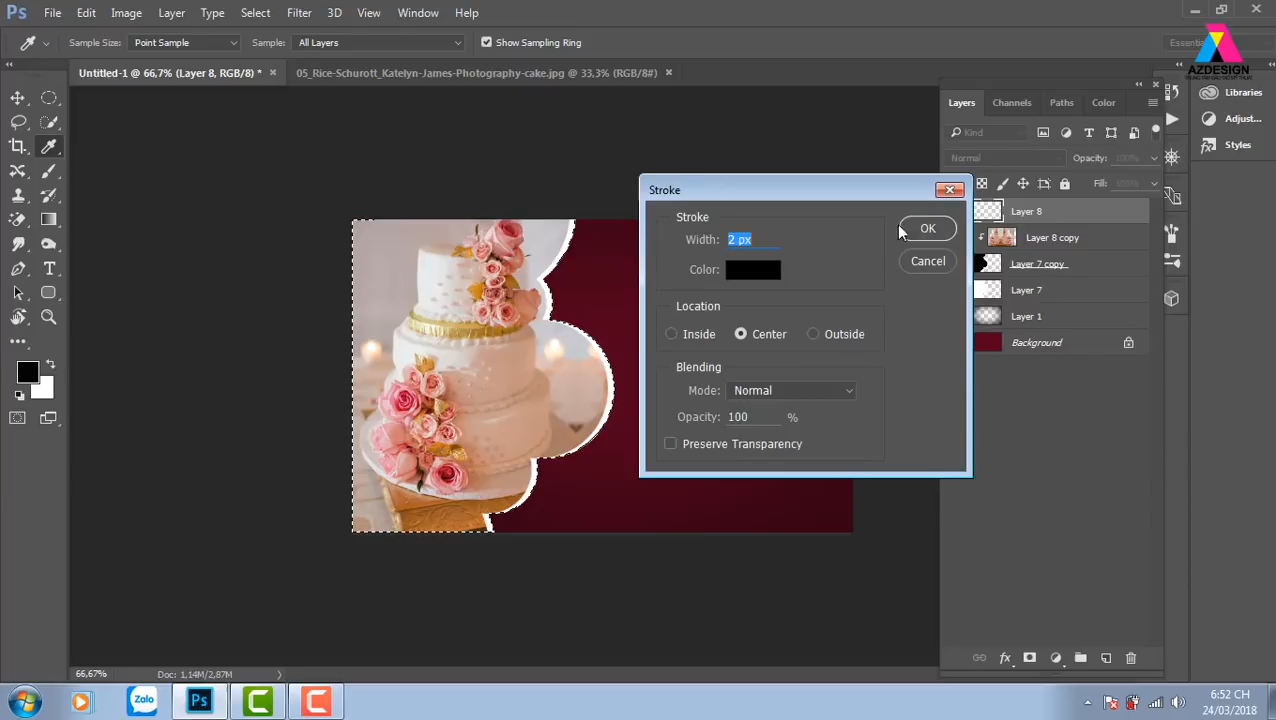 Ps File Edit Image Layer Type Select Filter 3D View Window Help
Sample Size: Point Sample Sample: All Layers Show Sampling Ring
AZDESIGN
Untitled-1 @ 66,7% (Layer 8, RGB/8) * 05_Rice-Schurott_Katelyn-James-Photography-cake.jpg @ 33,3% (RGB/8#)
Layers Channels Paths Color
Libraries
Adjust...
Styles
Kind
Normal Opacity: 100%
Fill: 100%
Layer 8
Layer 8 copy
Layer 7 copy
Layer 7
Layer 1
Background
Stroke
Stroke
Width: 2 px
Color:
OK
Cancel
Location
Inside Center Outside
Blending
Mode: Normal
Opacity: 100 %
Preserve Transparency
66,67% Doc: 1,14M/2,87M
Zalo Ps
6:52 CH
24/03/2018